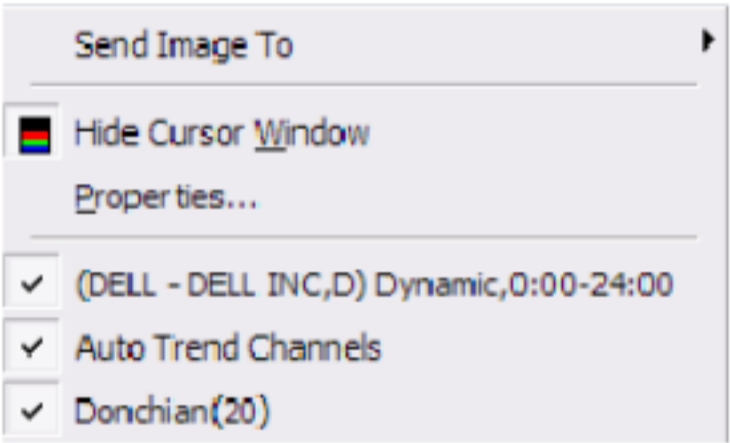 Send Image To
Hide Cursor Window
Properties...
(DELL - DELL INC,D) Dynamic,0:00-24:00
Auto Trend Channels
Donchian(20)